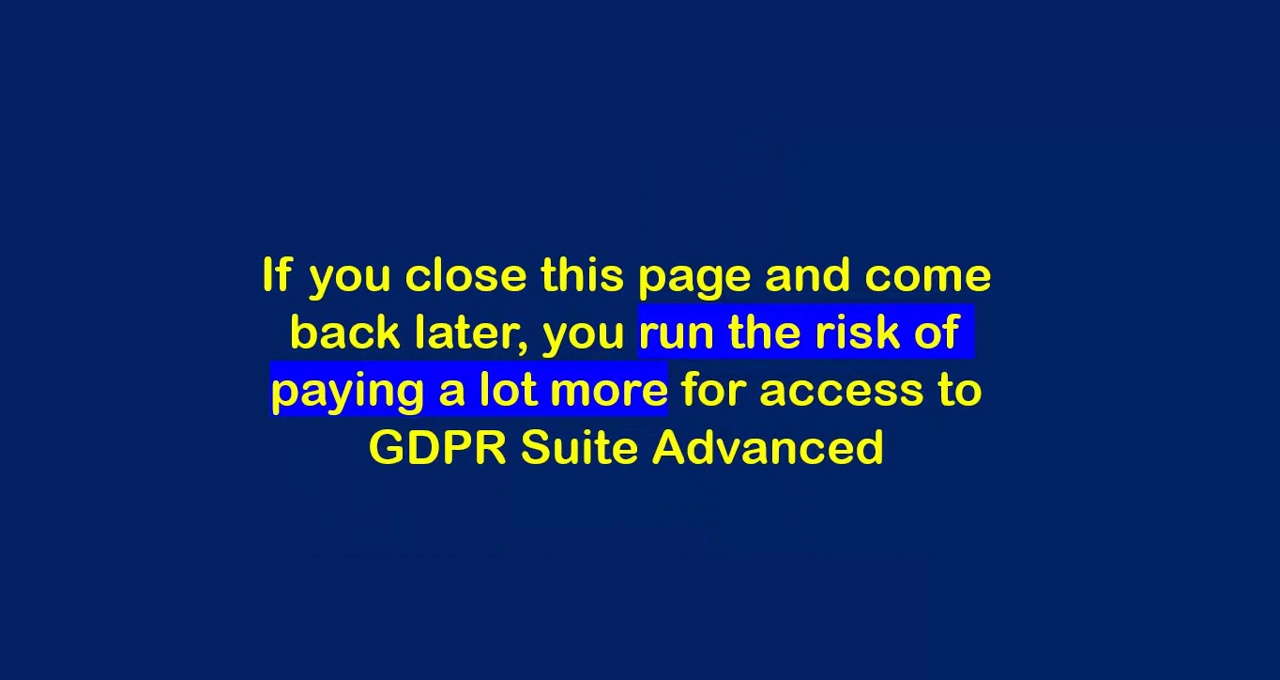 If you close this page and come
back later, you run the risk of
paying a lot more for access to
GDPR Suite Advanced